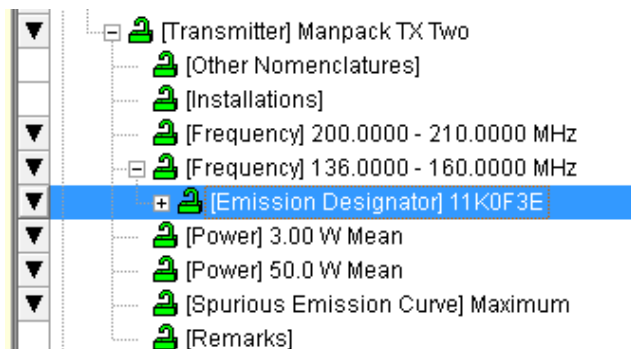 [Transmitter] Manpack TX Two
[Other Nomenclatures]
[Installations]
[Frequency] 200.0000 - 210.0000 MHz
[Frequency] 136.0000 - 160.0000 MHz
[Emission Designator] 11K0F3E
[Power] 3.00 W Mean
[Power] 50.0 W Mean
[Spurious Emission Curve] Maximum
[Remarks]